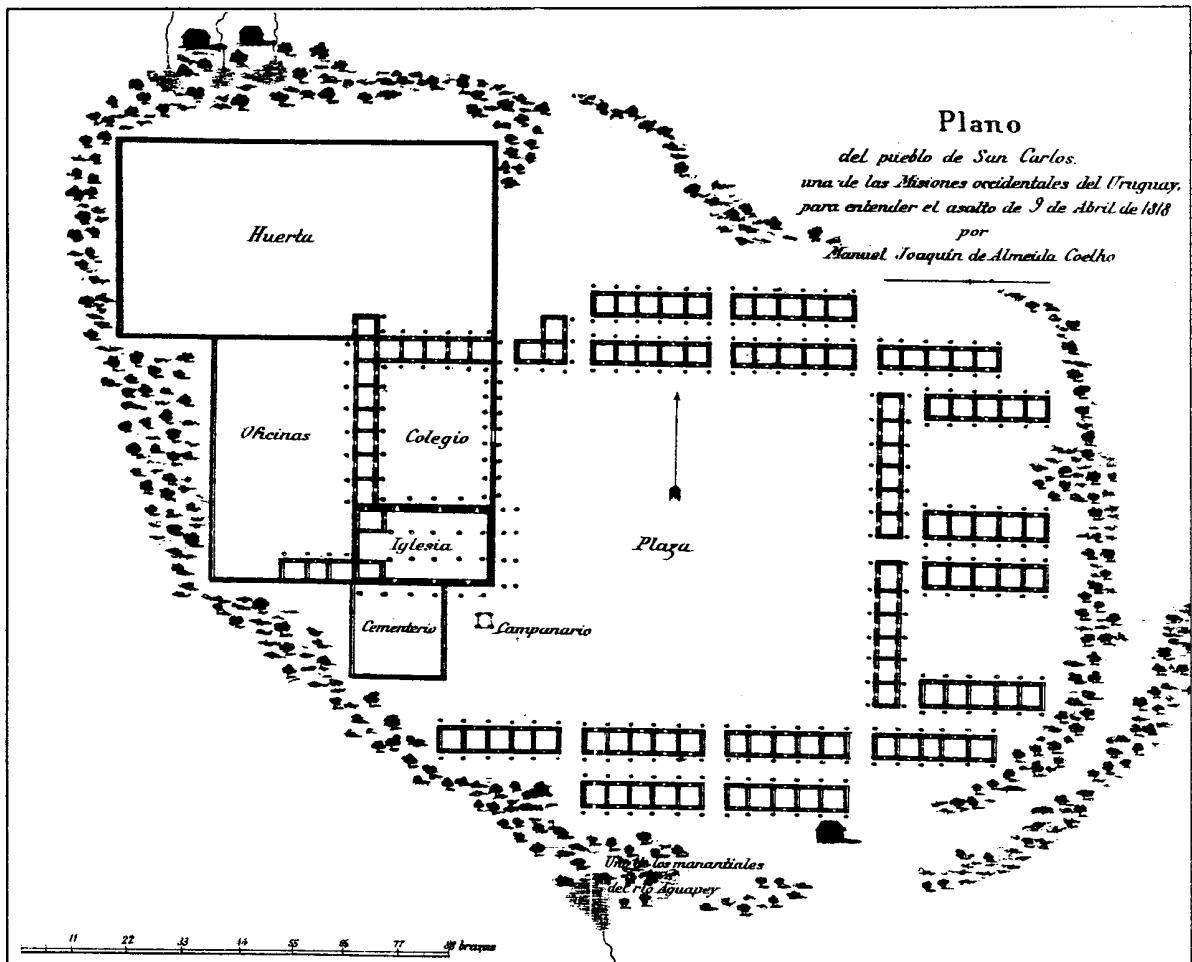 Plano
del pueblo de San Carlos.
una de las Misiones occidentales del Uruguay,
para entender el asalto de 9 de Abril de 1818
por
Manuel Joaquín de Almeida Coelho
Huerta
Oficinas
Colegio
Iglesia
Plaza
Cementerio
Campanario
Uno de los manantiales
del río Aguapey
11 22 33 44 55 66 77 88 brazas